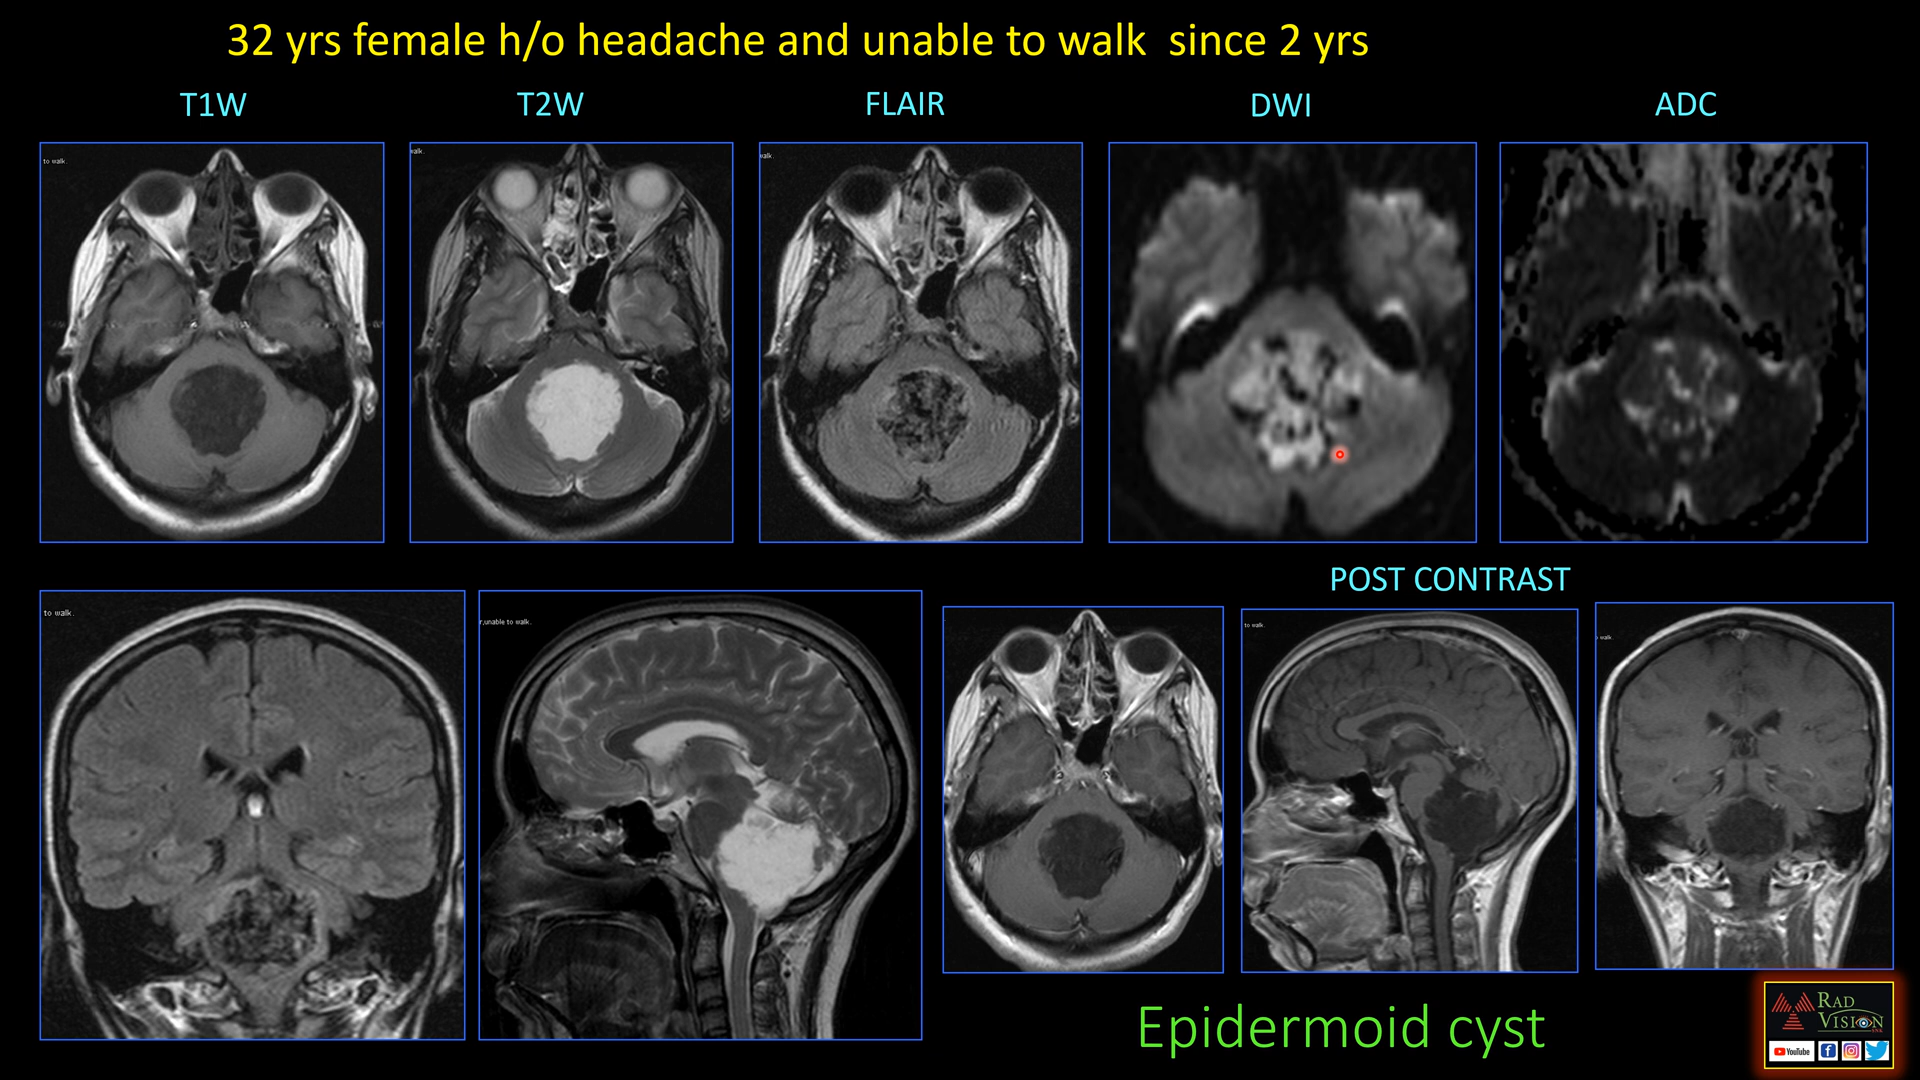 32 yrs female h/o headache and unable to walk since 2 yrs
T1W
T2W
FLAIR
DWI
ADC
to walk.
walk.
walk.
POST CONTRAST
to walk.
r,unable to walk.
to walk.
walk.
Epidermoid cyst
RAD
VISION
YouTube